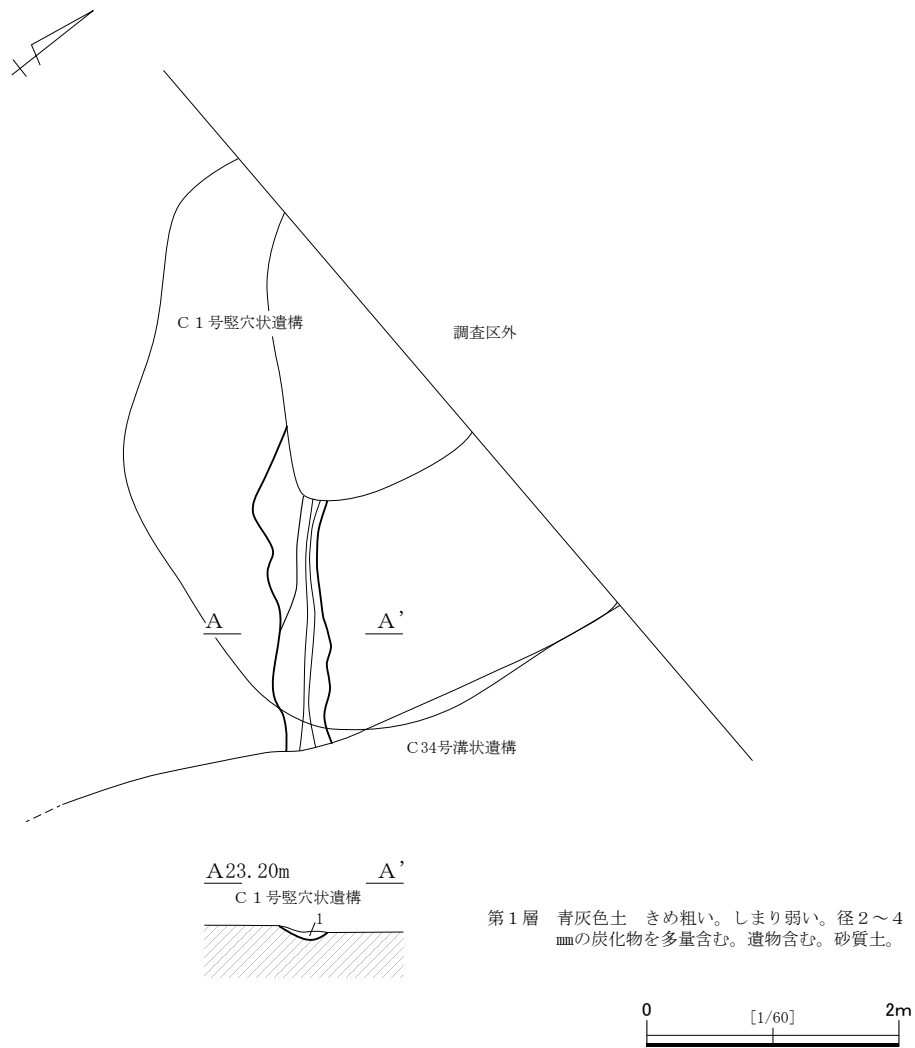 C1号竪穴状遺構
調査区外
A A’
C34号溝状遺構
A23.20m A’
C1号竪穴状遺構
1
第1層 青灰色土 きめ粗い。しまり弱い。径2～4
㎜の炭化物を多量含む。遺物含む。砂質土。
0 [1/60] 2m